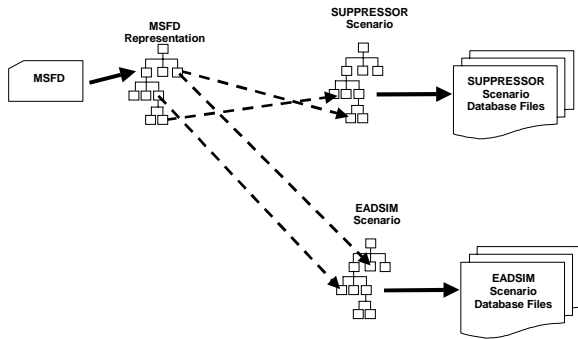 MSFD
MSFD
Representation
SUPPRESSOR
Scenario
SUPPRESSOR
Scenario
Database Files
EADSIM
Scenario
EADSIM
Scenario
Database Files